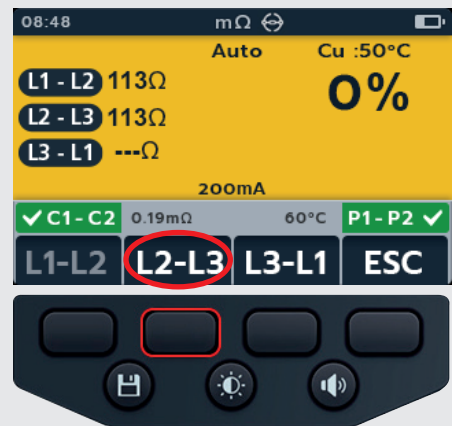 08:48 mΩ
Auto Cu :50°C
L1 - L2 113Ω 0%
L2 - L3 113Ω
L3 - L1 ---Ω
200mA
✓ C1 - C2 0.19mΩ 60°C P1 - P2 ✓
L1-L2 L2-L3 L3-L1 ESC